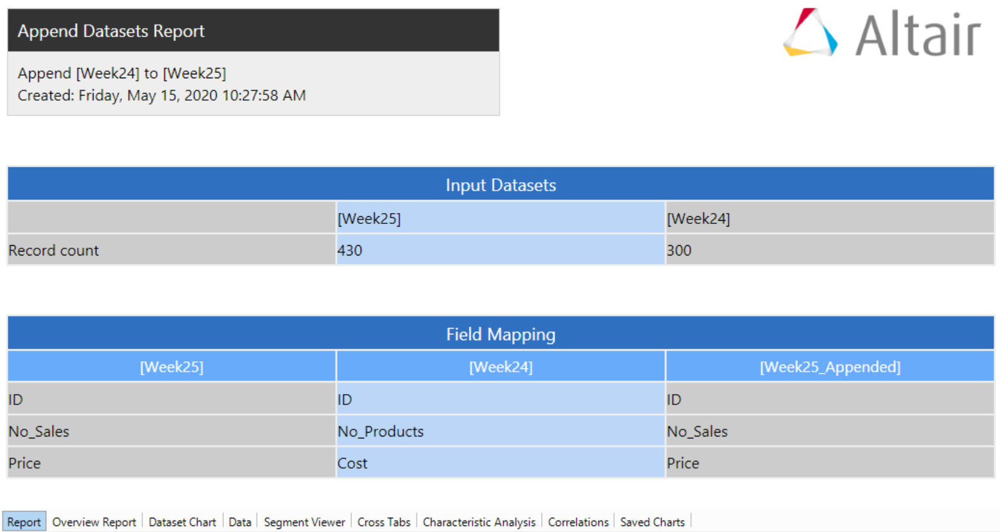 Append Datasets Report
Altair
Append [Week24] to [Week25]
Created: Friday, May 15, 2020 10:27:58 AM
Input Datasets
[Week25] [Week24]
Record count 430 300
Field Mapping
[Week25] [Week24] [Week25_Appended]
ID ID ID
No_Sales No_Products No_Sales
Price Cost Price
Report Overview Report Dataset Chart Data Segment Viewer Cross Tabs Characteristic Analysis Correlations Saved Charts